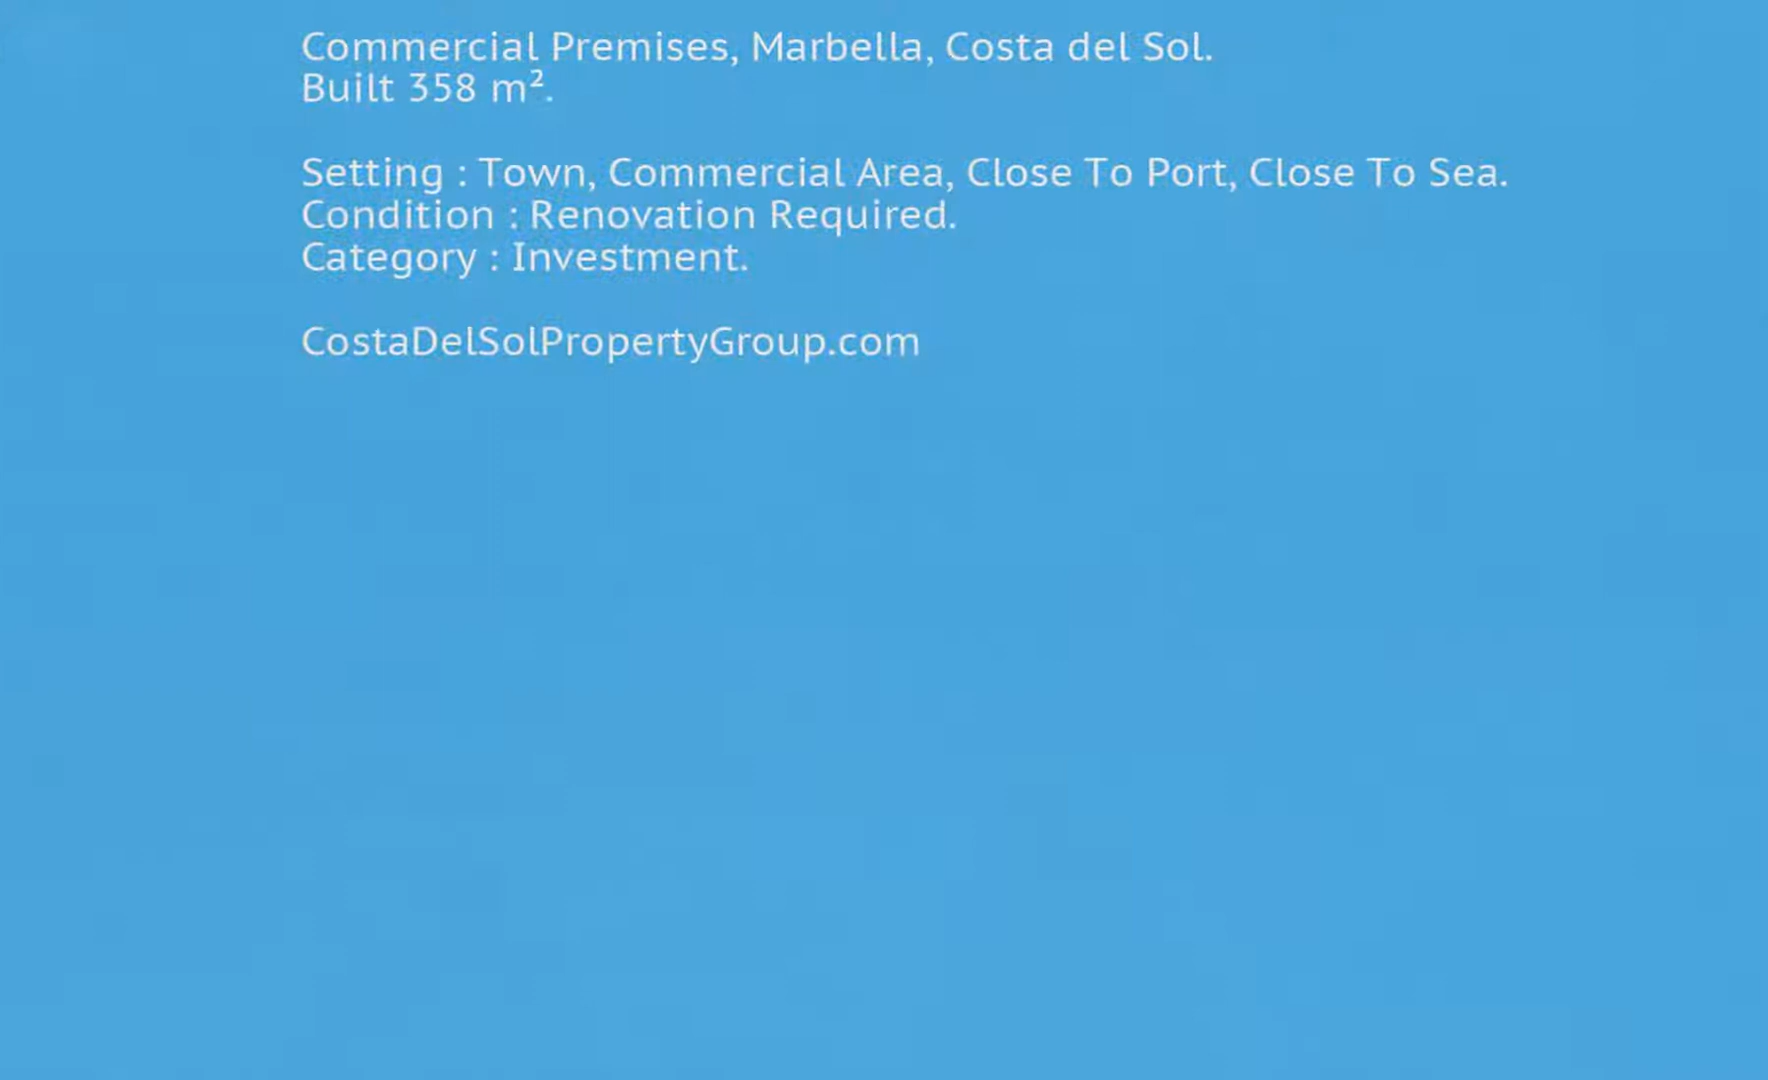 Commercial Premises, Marbella, Costa del Sol.
Built 358 m².
Setting : Town, Commercial Area, Close To Port, Close To Sea.
Condition : Renovation Required.
Category : Investment.
CostaDelSolPropertyGroup.com